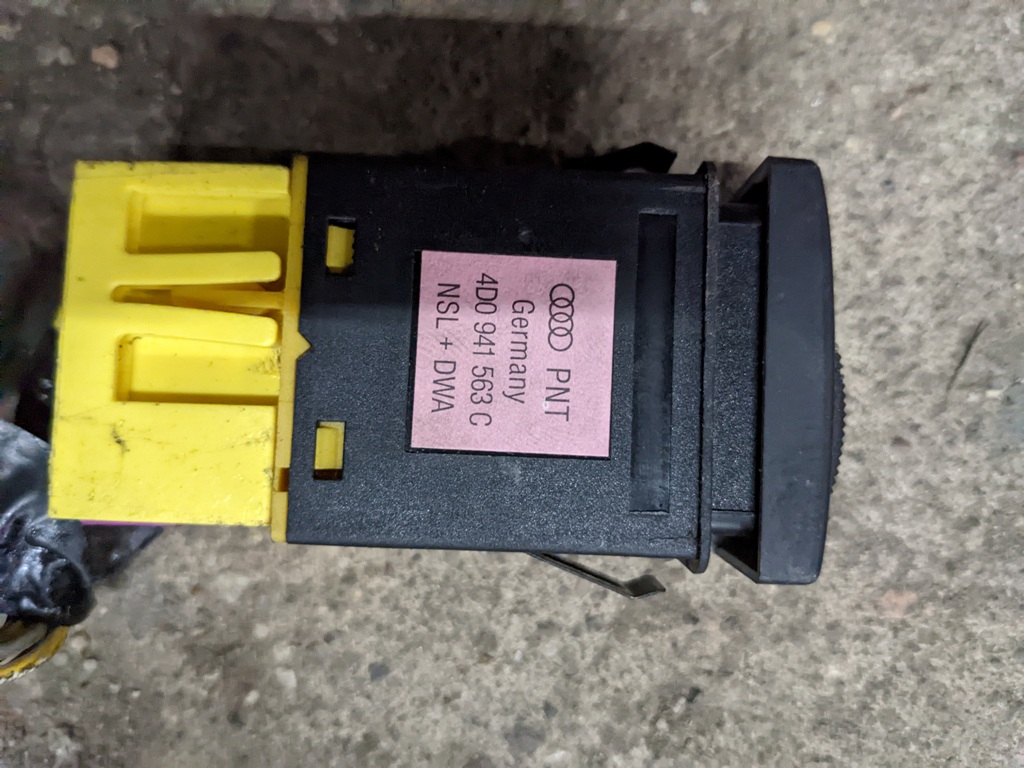 PNT
Germany
4D0 941 563 C
NSL + DWA